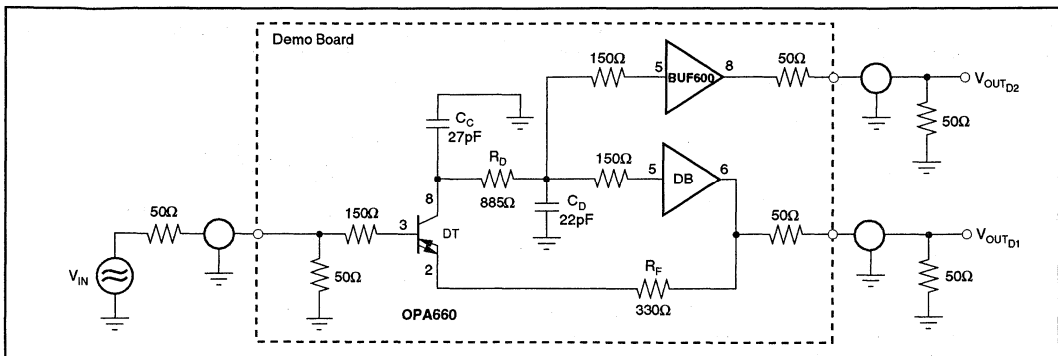 Demo Board
150Ω
5
BUF600
8
50Ω
V_OUT_D2
50Ω
C_C
27pF
R_D
885Ω
150Ω
5
DB
6
C_D
22pF
8
DT
50Ω
150Ω
3
2
50Ω
V_OUT_D1
50Ω
V_IN
50Ω
R_F
330Ω
OPA660